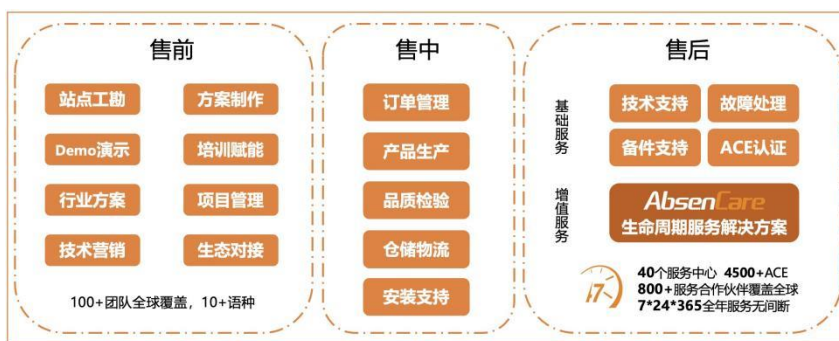 售前
站点工勘 方案制作
Demo演示 培训赋能
行业方案 项目管理
技术营销 生态对接
100+团队全球覆盖，10+语种
售中
订单管理
产品生产
品质检验
仓储物流
安装支持
售后
基础服务
技术支持 故障处理
备件支持 ACE认证
增值服务
AbsenCare
生命周期服务解决方案
7
40个服务中心 4500+ACE
800+服务合作伙伴覆盖全球
7*24*365全年服务无间断